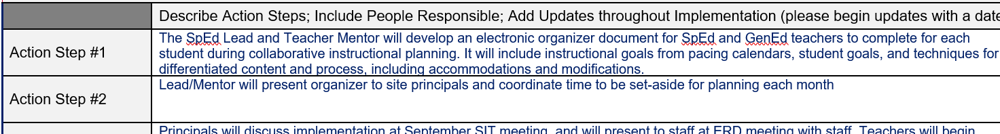 Describe Action Steps; Include People Responsible; Add Updates throughout Implementation (please begin updates with a date
Action Step #1
The SpEd Lead and Teacher Mentor will develop an electronic organizer document for SpEd and GenEd teachers to complete for each
student during collaborative instructional planning. It will include instructional goals from pacing calendars, student goals, and techniques for
differentiated content and process, including accommodations and modifications.
Action Step #2
Lead/Mentor will present organizer to site principals and coordinate time to be set-aside for planning each month
Principals will discuss implementation at September SIT meeting, and will present to staff at ERD meeting with staff. Teachers will begin